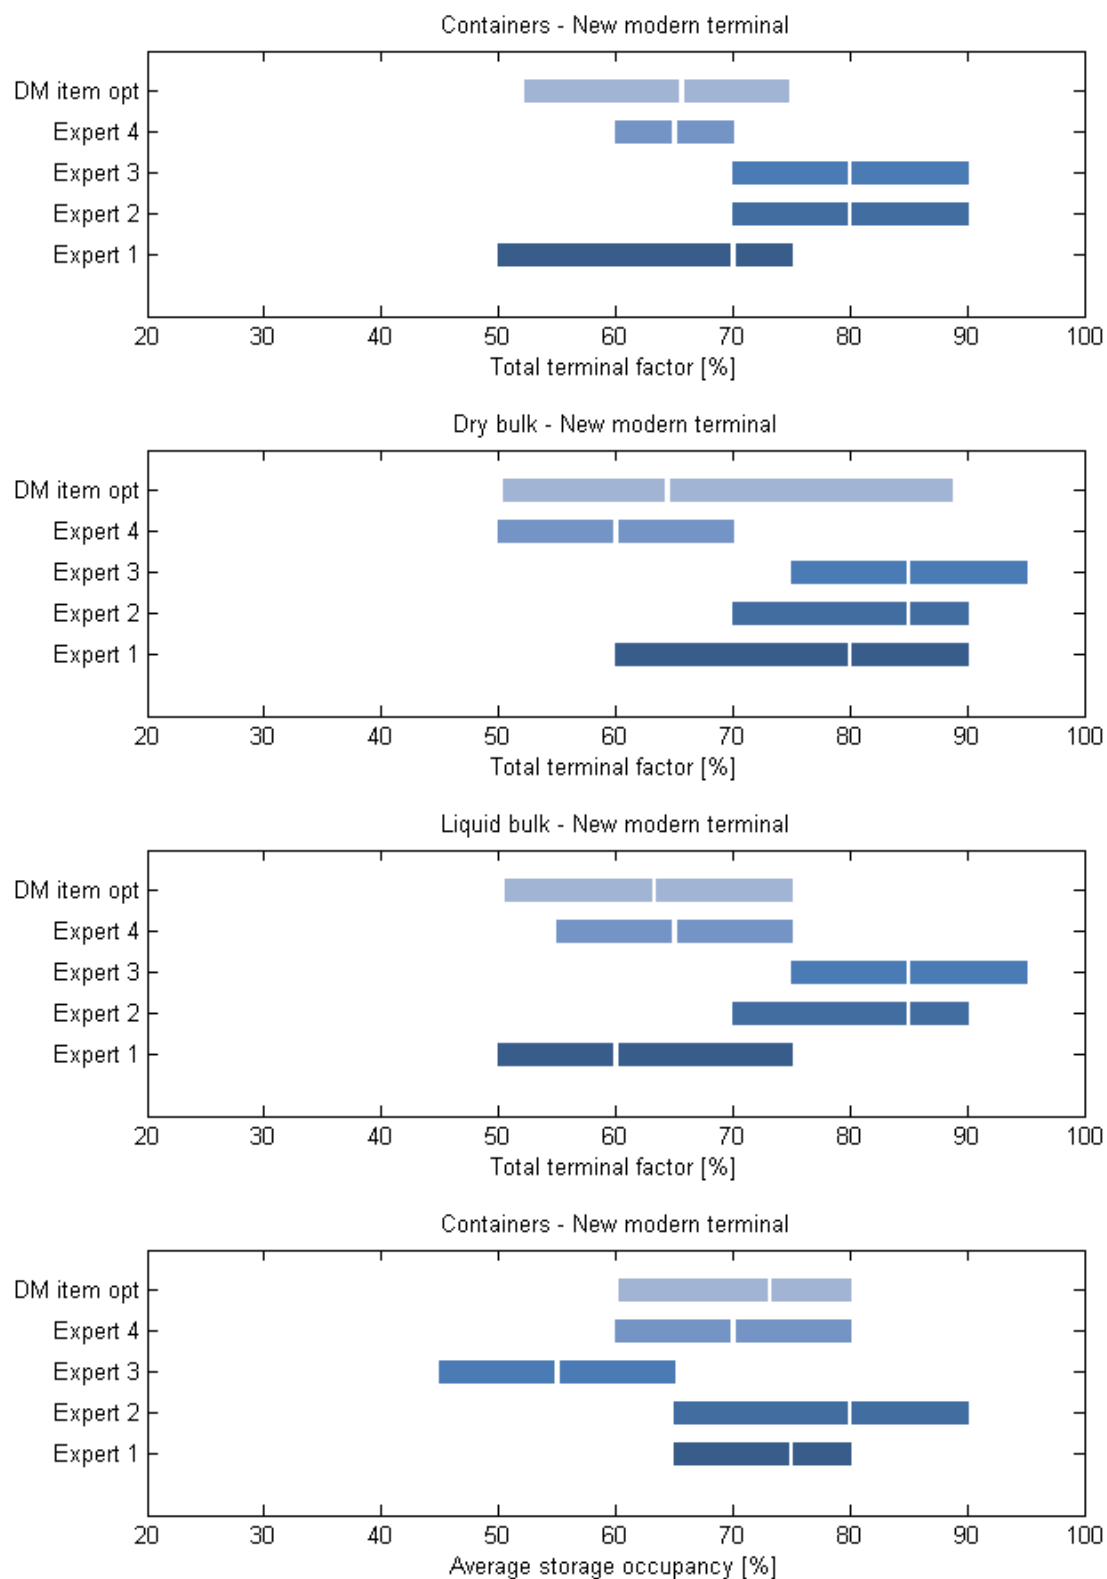 Containers - New modern terminal
DM item opt
Expert 4
Expert 3
Expert 2
Expert 1
20 30 40 50 60 70 80 90 100
Total terminal factor [%]
Dry bulk - New modern terminal
DM item opt
Expert 4
Expert 3
Expert 2
Expert 1
20 30 40 50 60 70 80 90 100
Total terminal factor [%]
Liquid bulk - New modern terminal
DM item opt
Expert 4
Expert 3
Expert 2
Expert 1
20 30 40 50 60 70 80 90 100
Total terminal factor [%]
Containers - New modern terminal
DM item opt
Expert 4
Expert 3
Expert 2
Expert 1
20 30 40 50 60 70 80 90 100
Average storage occupancy [%]